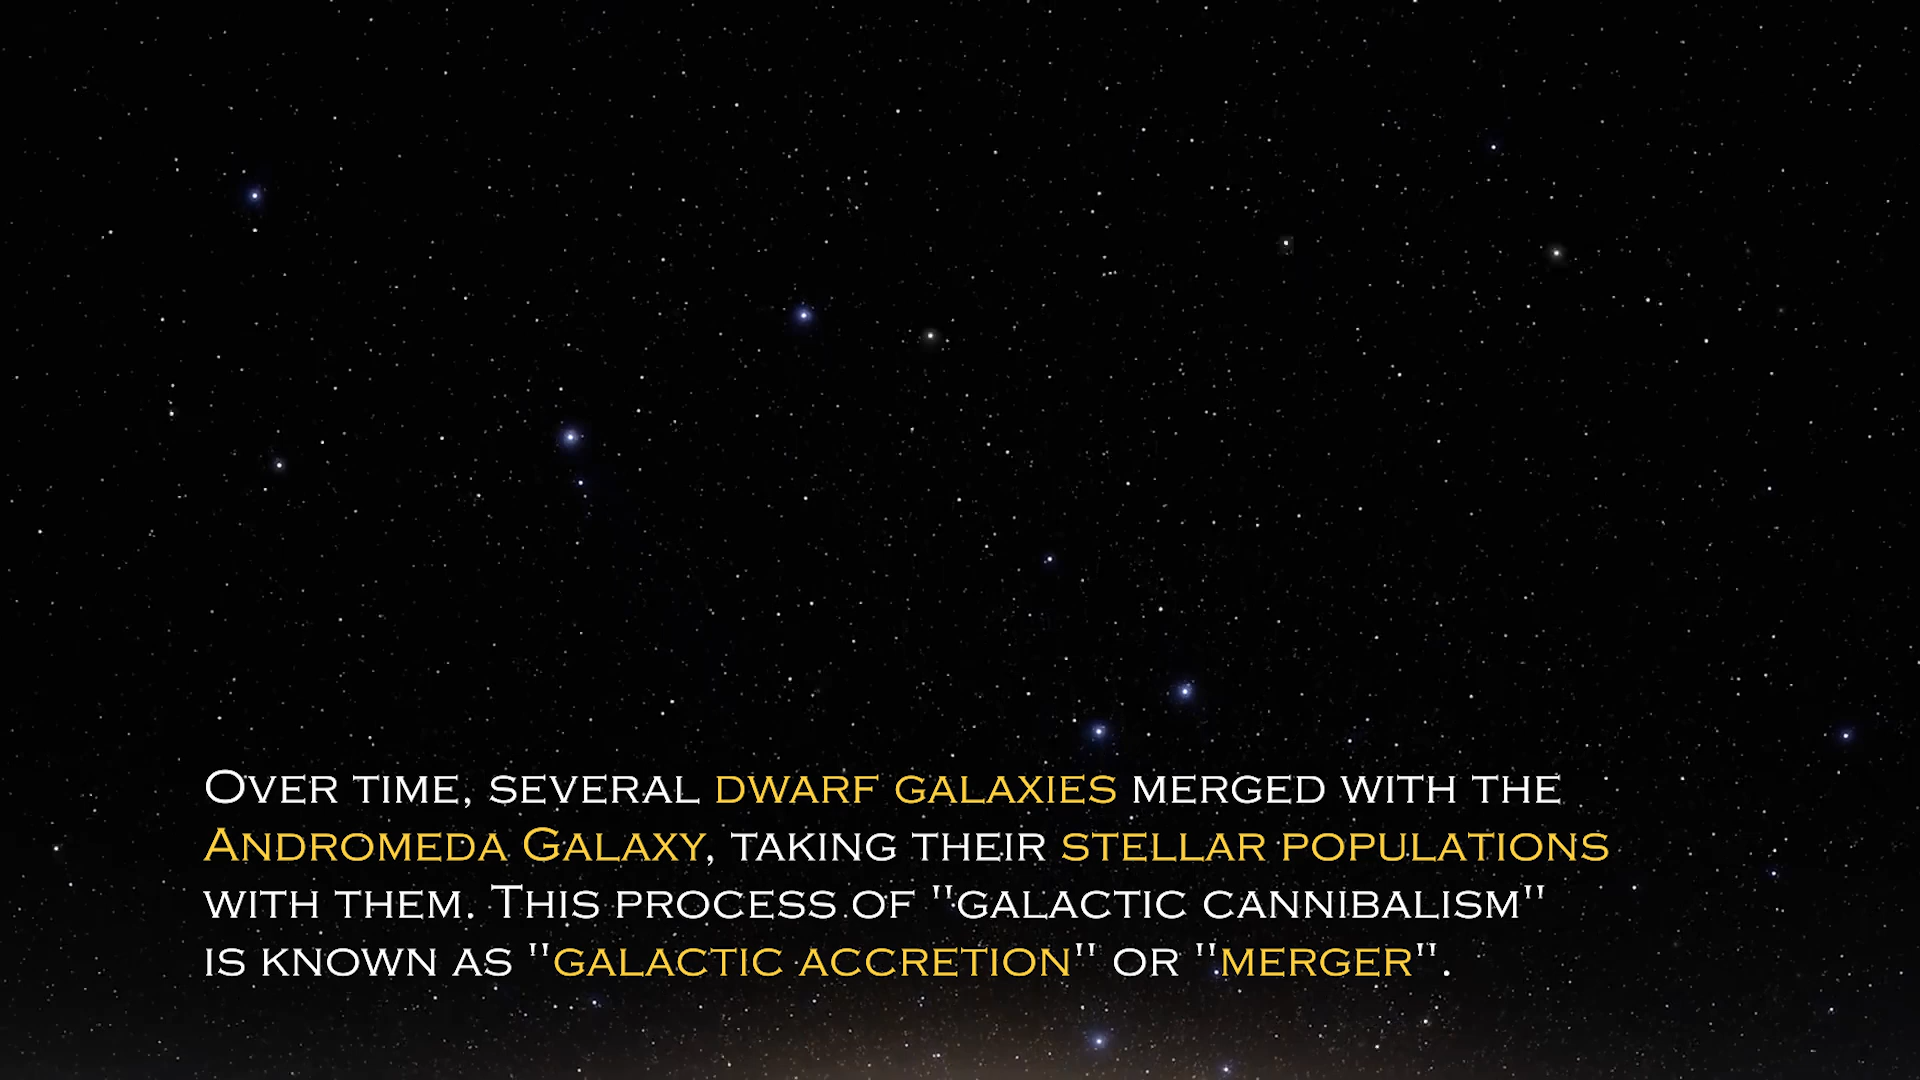 Over time, several dwarf galaxies merged with the
Andromeda Galaxy, taking their stellar populations
with them. This process of "galactic cannibalism"
is known as "galactic accretion" or "merger".